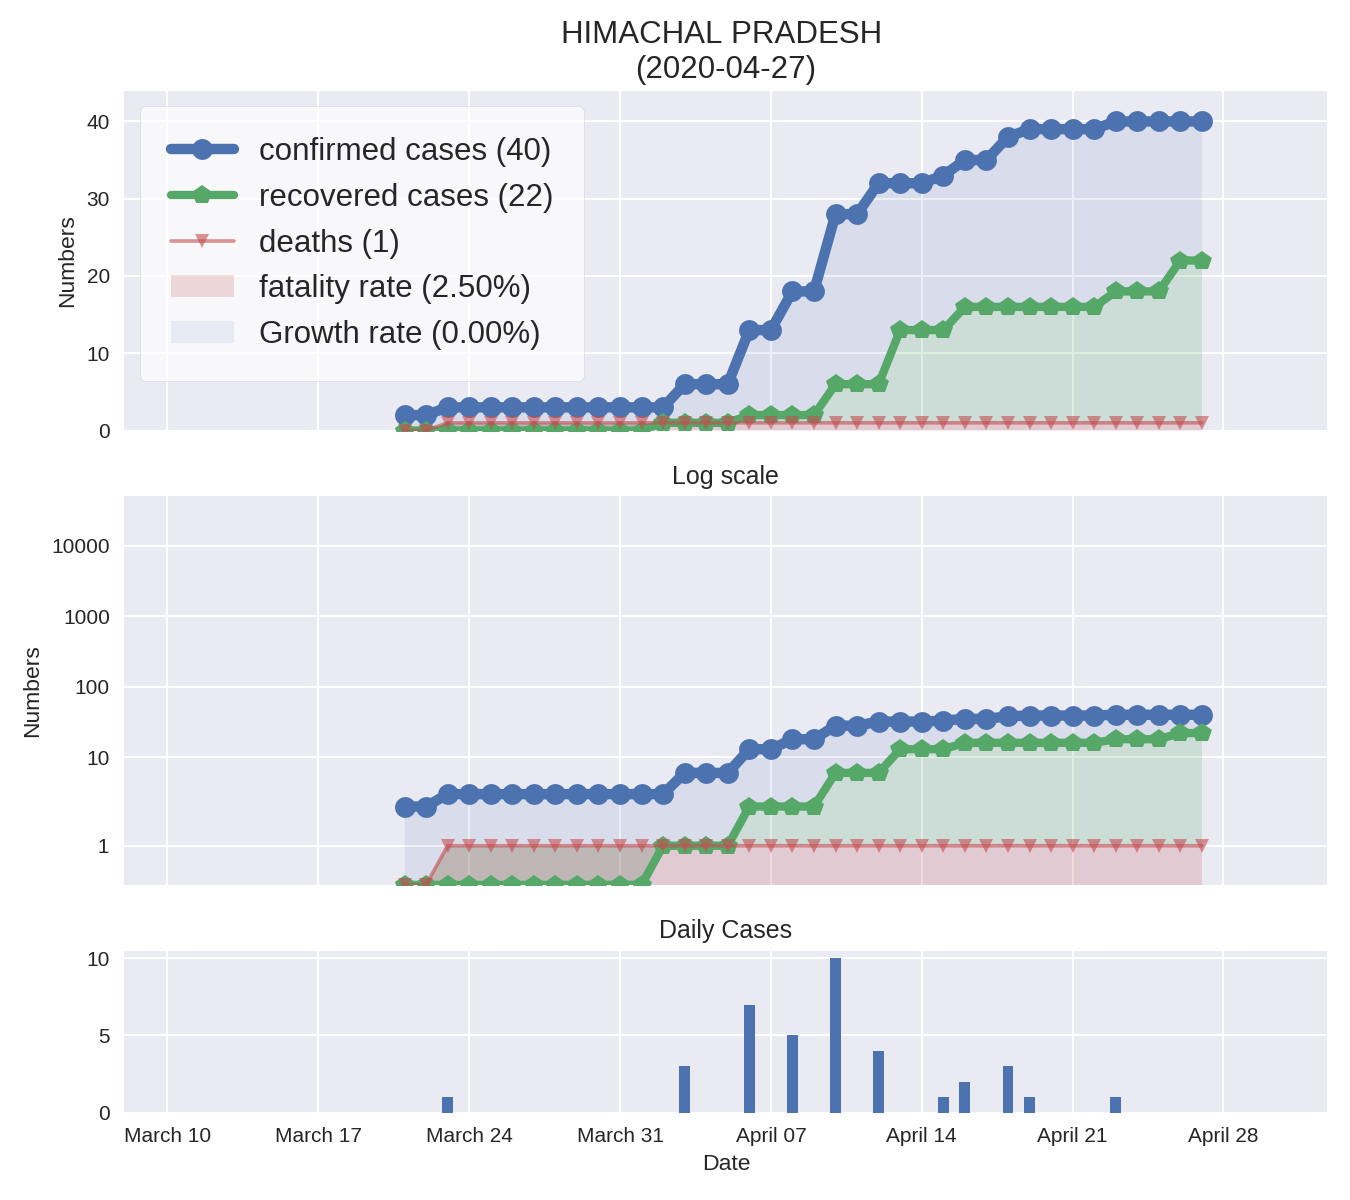 HIMACHAL PRADESH
(2020-04-27)
40
30
20
10
0
Numbers
confirmed cases (40)
recovered cases (22)
deaths (1)
fatality rate (2.50%)
Growth rate (0.00%)
Log scale
10000
1000
100
10
1
Numbers
Daily Cases
10
5
0
March 10 March 17 March 24 March 31 April 07 April 14 April 21 April 28
Date